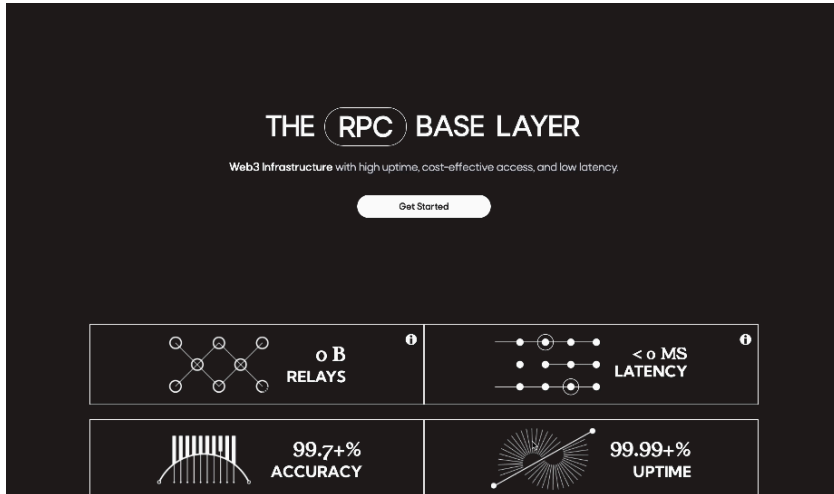 THE RPC BASE LAYER
Web3 Infrastructure with high uptime, cost-effective access, and low latency.
Get Started
0 B
RELAYS
< 0 MS
LATENCY
99.7+%
ACCURACY
99.99+%
UPTIME